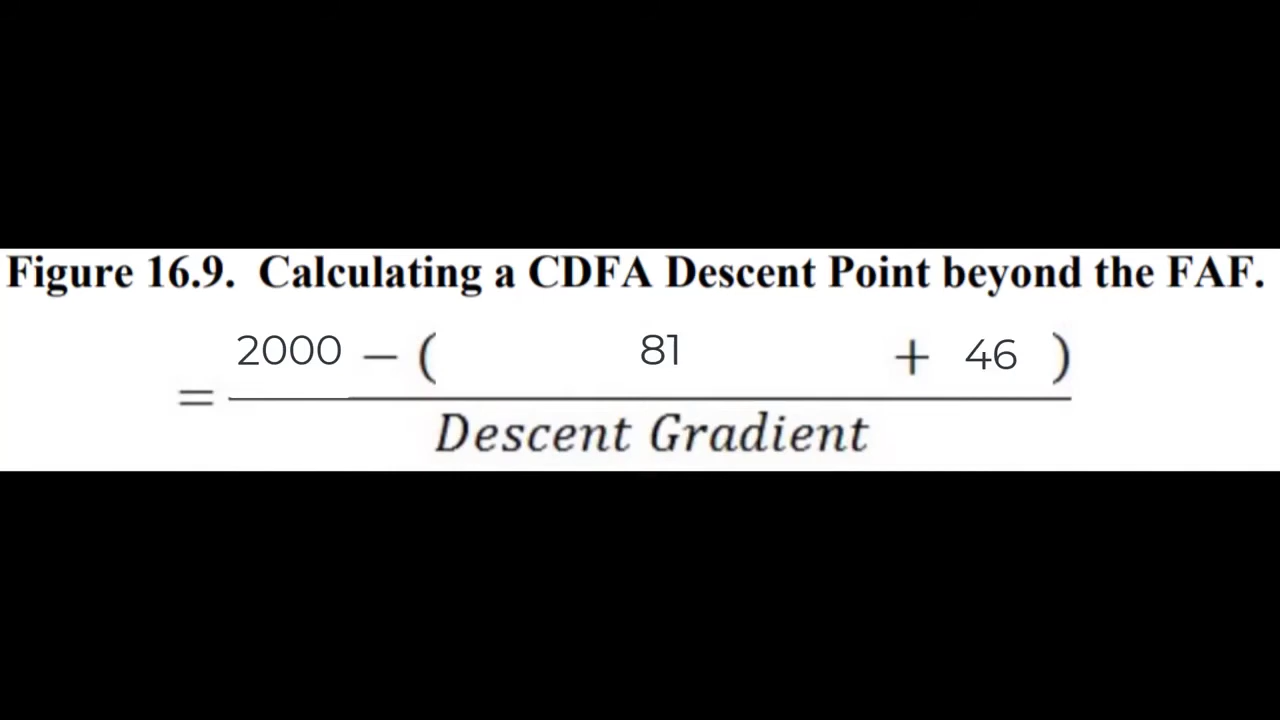 Figure 16.9. Calculating a CDFA Descent Point beyond the FAF.
2000 − ( 81 + 46 )
=
Descent Gradient